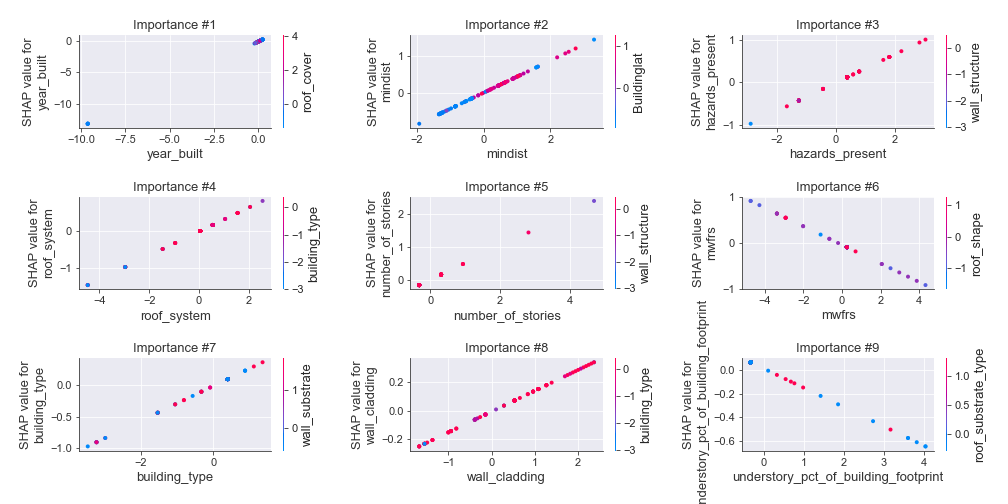 Importance #1
SHAP value for
year_built
0
−5
−10
−10.0
−7.5
−5.0
−2.5
0.0
year_built
4
2
0
roof_cover
Importance #2
SHAP value for
mindist
1
0
0
2
mindist
1
0
Buildinglat
Importance #3
SHAP value for
hazards_present
1
0
−1
−2
0
2
hazards_present
0
−1
−2
−3
wall_structure
Importance #4
SHAP value for
roof_system
0
−1
−4
−2
0
2
roof_system
0
−1
−2
−3
building_type
Importance #5
SHAP value for
number_of_stories
2
1
0
0
2
4
number_of_stories
0
−1
−2
−3
wall_structure
Importance #6
SHAP value for
mwfrs
1
0
−1
−4
−2
0
2
4
mwfrs
1
0
−1
roof_shape
Importance #7
SHAP value for
building_type
0.0
−0.5
−1.0
−2
0
building_type
1
0
wall_substrate
Importance #8
SHAP value for
wall_cladding
0.2
0.0
−0.2
−1
0
1
2
wall_cladding
0
−1
−2
−3
building_type
Importance #9
SHAP value for
nderstory_pct_of_building_footprint
0.0
−0.2
−0.4
−0.6
0
1
2
3
4
understory_pct_of_building_footprint
1.0
0.5
0.0
roof_substrate_type